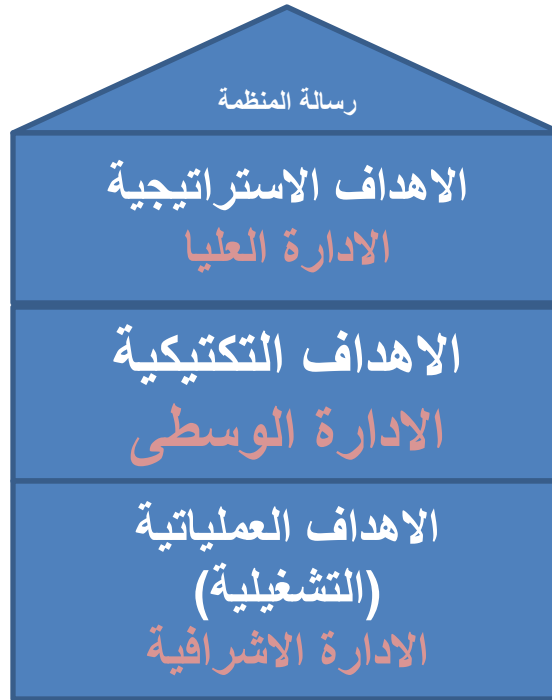 رسالة المنظمة
الاهداف الاستراتيجية
الادارة العليا
الاهداف التكتيكية
الادارة الوسطى
الاهداف العملياتية
(التشغيلية)
الادارة الاشرافية